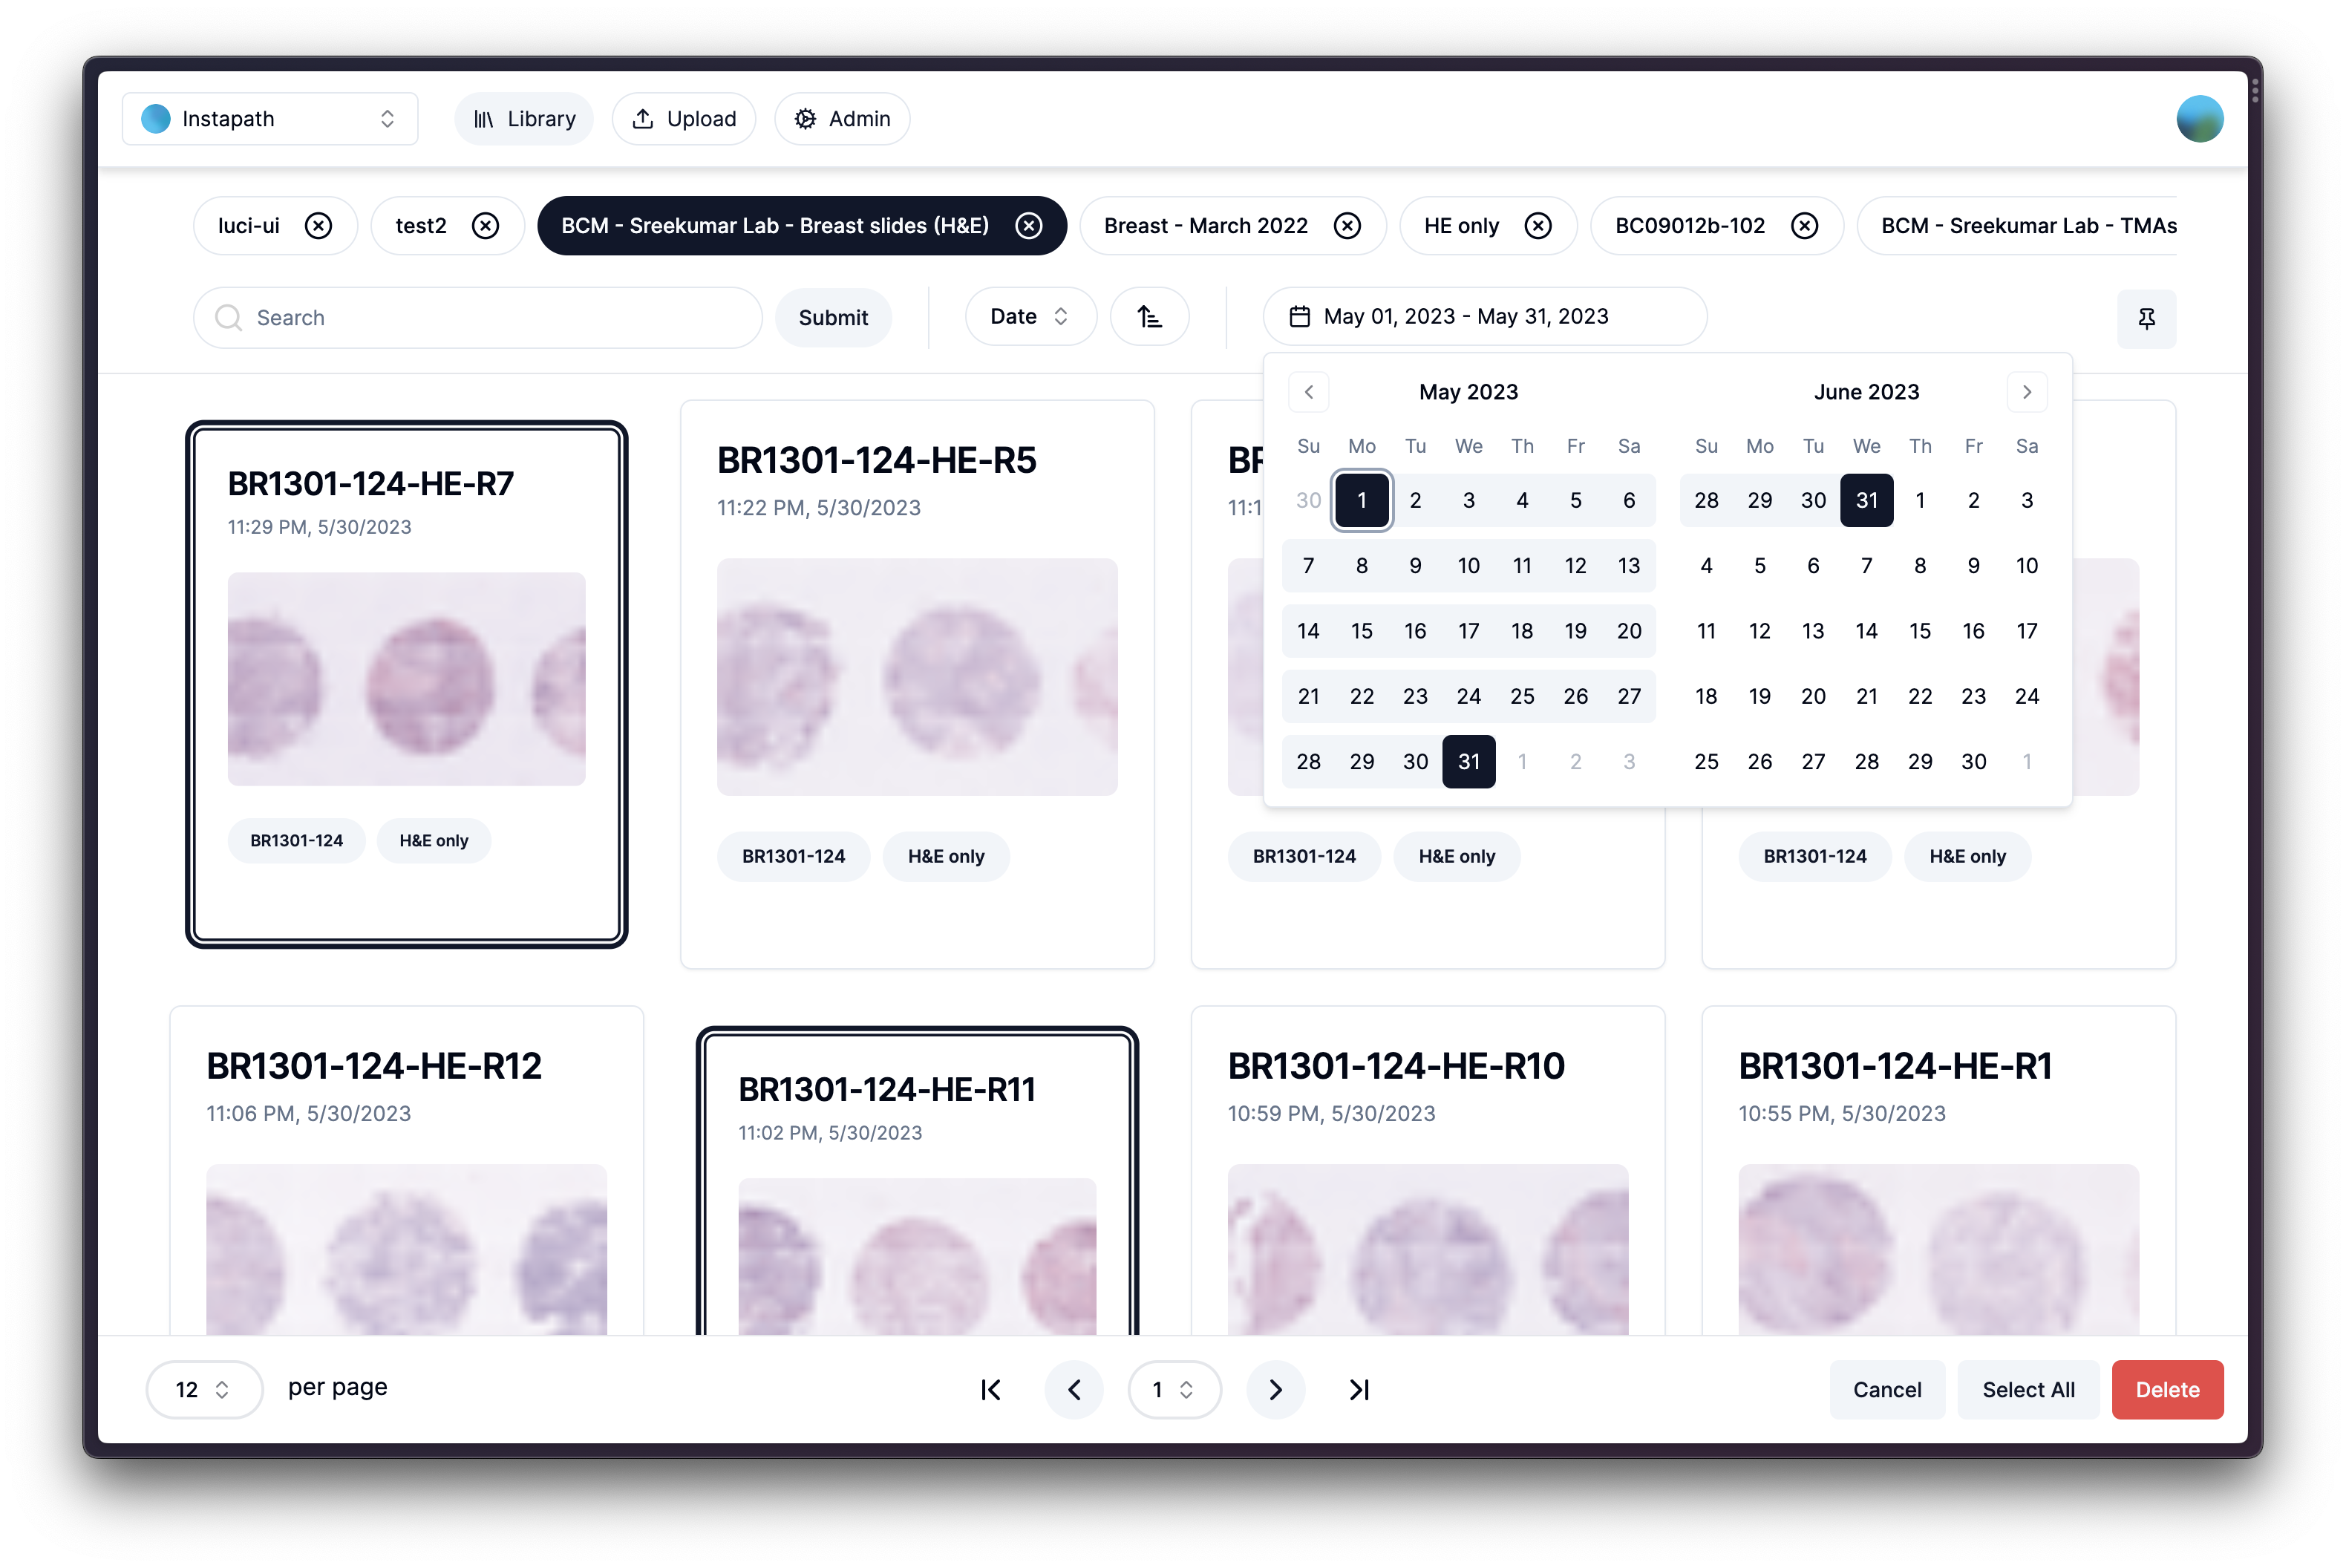 Instapath
Library
Upload
Admin
luci-ui
test2
BCM - Sreekumar Lab - Breast slides (H&E)
Breast - March 2022
HE only
BC09012b-102
BCM - Sreekumar Lab - TMAs
Search
Submit
Date
May 01, 2023 - May 31, 2023
May 2023
Su Mo Tu We Th Fr Sa
30 1 2 3 4 5 6
7 8 9 10 11 12 13
14 15 16 17 18 19 20
21 22 23 24 25 26 27
28 29 30 31 1 2 3
June 2023
Su Mo Tu We Th Fr Sa
28 29 30 31 1 2 3
4 5 6 7 8 9 10
11 12 13 14 15 16 17
18 19 20 21 22 23 24
25 26 27 28 29 30 1
BR1301-124-HE-R7
11:29 PM, 5/30/2023
BR1301-124
H&E only
BR1301-124-HE-R5
11:22 PM, 5/30/2023
BR1301-124
H&E only
BR1301-124
H&E only
BR1301-124
H&E only
BR1301-124-HE-R12
11:06 PM, 5/30/2023
BR1301-124-HE-R11
11:02 PM, 5/30/2023
BR1301-124-HE-R10
10:59 PM, 5/30/2023
BR1301-124-HE-R1
10:55 PM, 5/30/2023
12
per page
1
Cancel
Select All
Delete